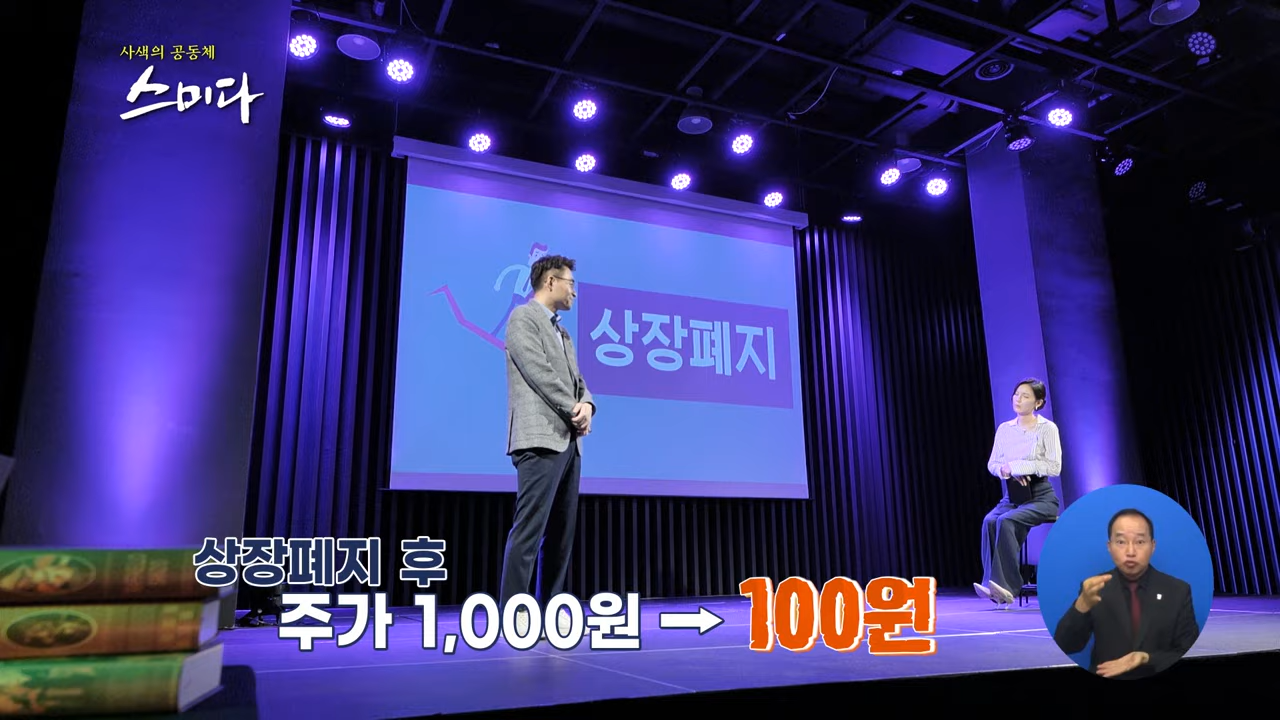 사색의 공동체
스미다
상장폐지
상장폐지 후
주가 1,000원 → 100원